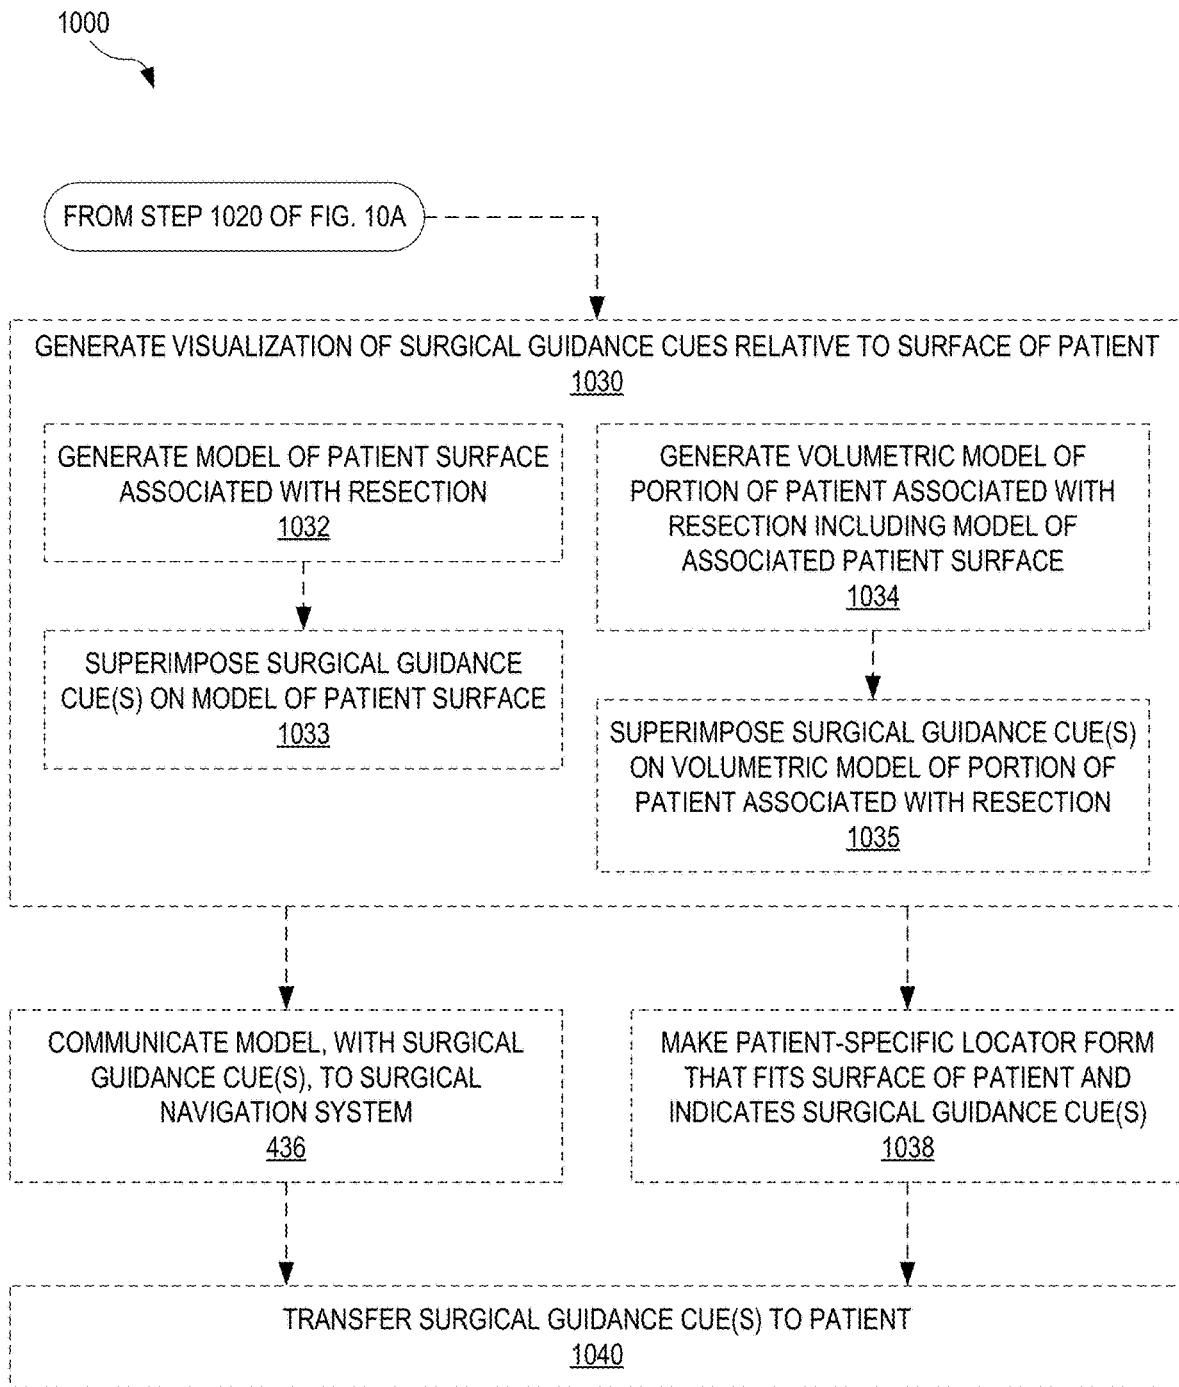 1000
FROM STEP 1020 OF FIG. 10A
GENERATE VISUALIZATION OF SURGICAL GUIDANCE CUES RELATIVE TO SURFACE OF PATIENT
1030
GENERATE MODEL OF PATIENT SURFACE
ASSOCIATED WITH RESECTION
1032
SUPERIMPOSE SURGICAL GUIDANCE
CUE(S) ON MODEL OF PATIENT SURFACE
1033
GENERATE VOLUMETRIC MODEL OF
PORTION OF PATIENT ASSOCIATED WITH
RESECTION INCLUDING MODEL OF
ASSOCIATED PATIENT SURFACE
1034
SUPERIMPOSE SURGICAL GUIDANCE CUE(S)
ON VOLUMETRIC MODEL OF PORTION OF
PATIENT ASSOCIATED WITH RESECTION
1035
COMMUNICATE MODEL, WITH SURGICAL
GUIDANCE CUE(S), TO SURGICAL
NAVIGATION SYSTEM
436
MAKE PATIENT-SPECIFIC LOCATOR FORM
THAT FITS SURFACE OF PATIENT AND
INDICATES SURGICAL GUIDANCE CUE(S)
1038
TRANSFER SURGICAL GUIDANCE CUE(S) TO PATIENT
1040